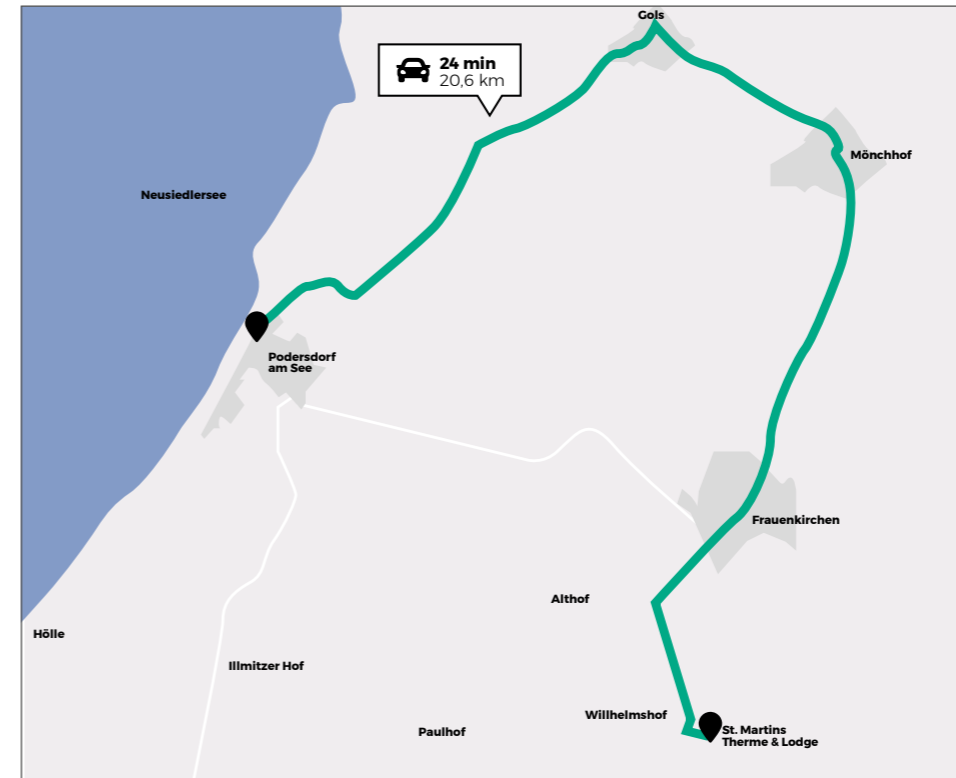 Gols
24 min
20,6 km
Mönchhof
Neusiedlersee
Podersdorf
am See
Frauenkirchen
Althof
Hölle
Illmitzer Hof
Willhelmshof
Paulhof
St. Martins
Therme & Lodge